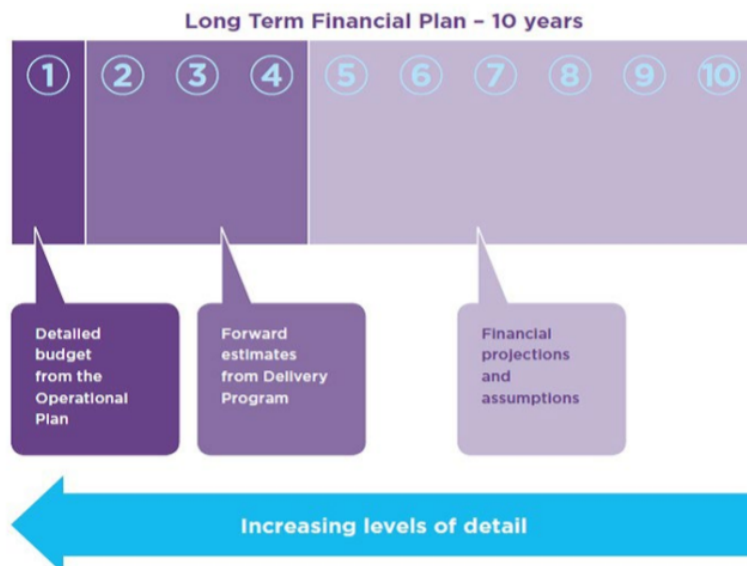 Long Term Financial Plan – 10 years
1 2 3 4 5 6 7 8 9 10
Detailed
budget
from the
Operational
Plan
Forward
estimates
from Delivery
Program
Financial
projections
and
assumptions
Increasing levels of detail